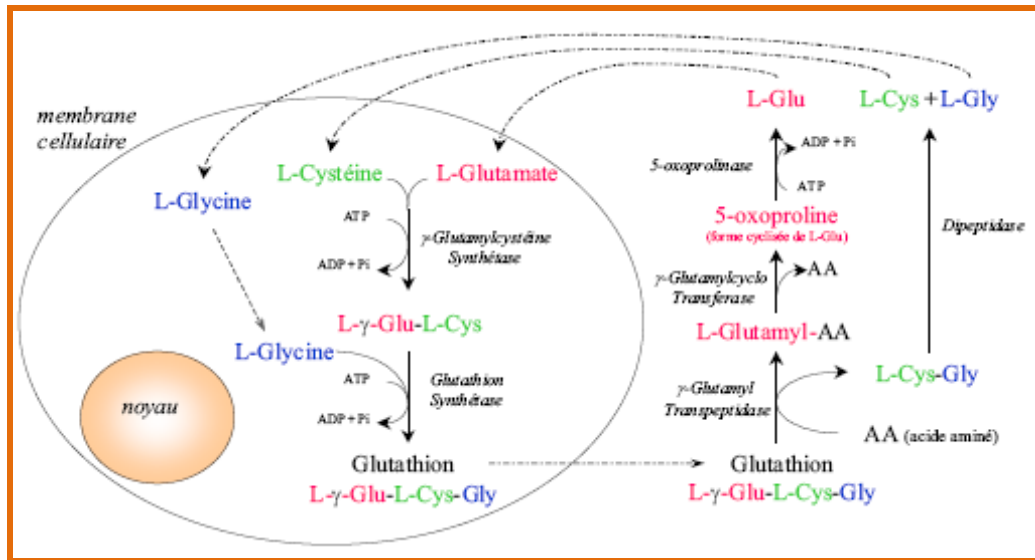 membrane
cellulaire
L-Glycine
L-Cystéine
L-Glutamate
ATP
ADP+Pi
γ-Glutamylcystéine
Synthétase
L-γ-Glu-L-Cys
L-Glycine
ATP
ADP+Pi
Glutathion
Synthétase
noyau
Glutathion
L-γ-Glu-L-Cys-Gly
L-Glu
L-Cys+L-Gly
5-oxoprolinase
ADP+Pi
ATP
5-oxoproline
(forme cyclisée de L-Glu)
Dipeptidase
γ-Glutamylcyclo
Transferase
AA
L-Glutamyl-AA
L-Cys-Gly
γ-Glutamyl
Transpeptidase
AA (acide aminé)
Glutathion
L-γ-Glu-L-Cys-Gly